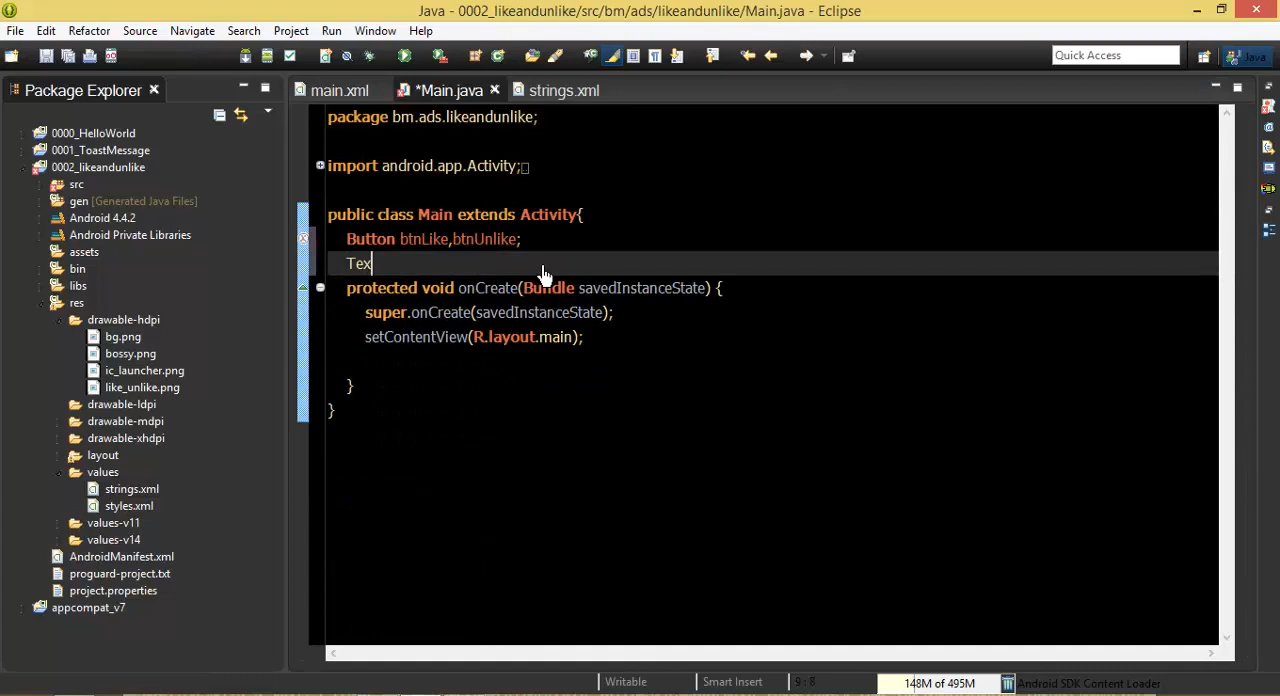 Java - 0002_likeandunlike/src/bm/ads/likeandunlike/Main.java - Eclipse
File Edit Refactor Source Navigate Search Project Run Window Help
Quick Access Java
Package Explorer
main.xml *Main.java strings.xml
0000_HelloWorld
0001_ToastMessage
0002_likeandunlike
src
gen [Generated Java Files]
Android 4.4.2
Android Private Libraries
assets
bin
libs
res
drawable-hdpi
bg.png
bossy.png
ic_launcher.png
like_unlike.png
drawable-ldpi
drawable-mdpi
drawable-xhdpi
layout
values
strings.xml
styles.xml
values-v11
values-v14
AndroidManifest.xml
proguard-project.txt
project.properties
appcompat_v7
package bm.ads.likeandunlike;
import android.app.Activity;
public class Main extends Activity{
Button btnLike,btnUnlike;
Tex
protected void onCreate(Bundle savedInstanceState) {
super.onCreate(savedInstanceState);
setContentView(R.layout.main);
}
}
Writable Smart Insert 9 : 8 148M of 495M Android SDK Content Loader